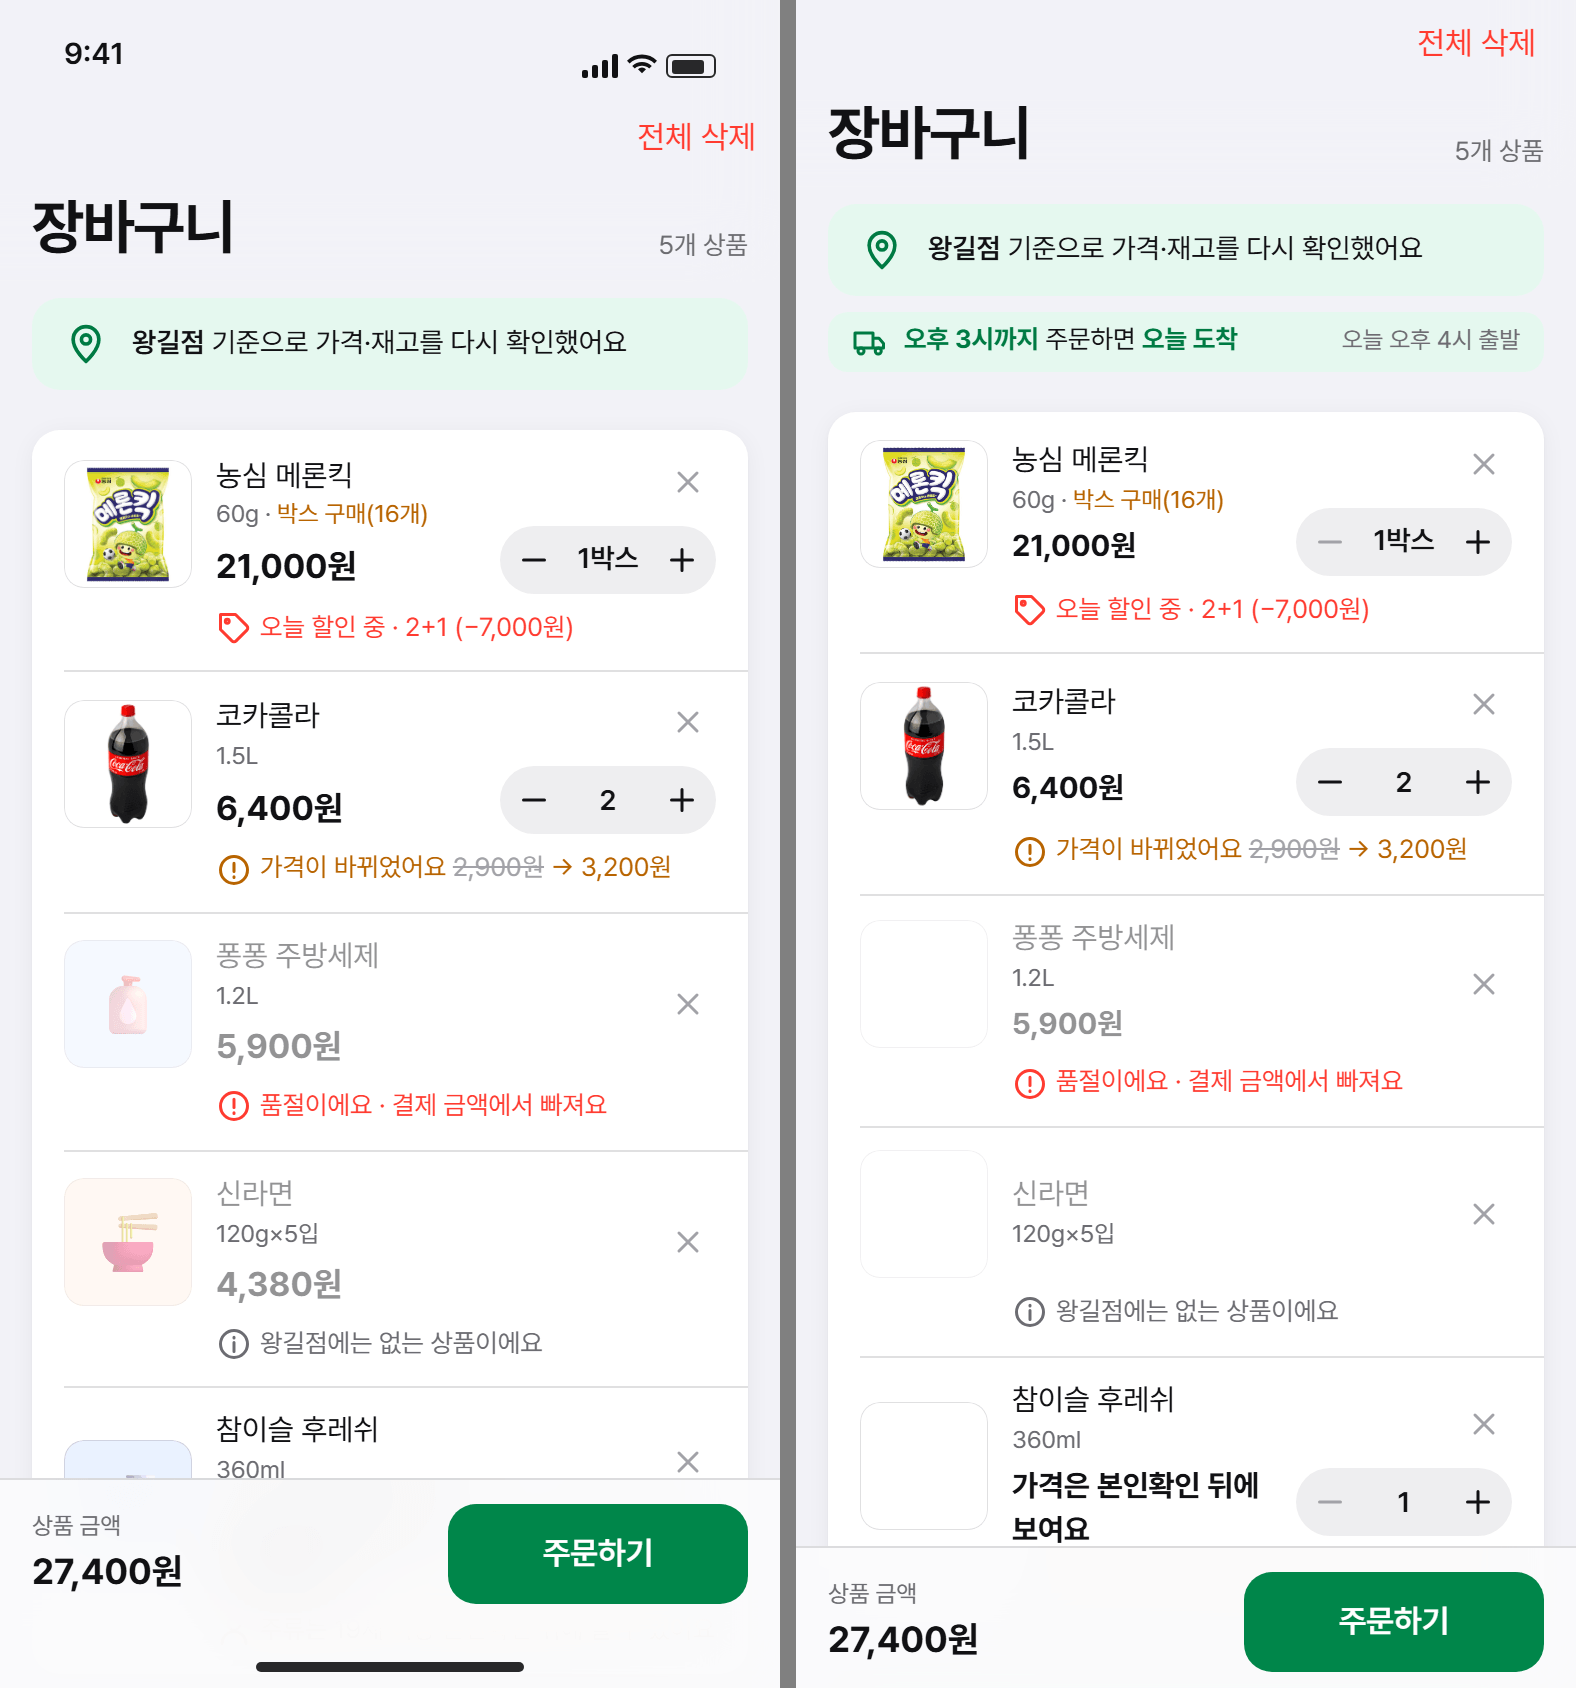 9:41
전체 삭제
장바구니
5개 상품
왕길점 기준으로 가격·재고를 다시 확인했어요
농심 메론킥
60g · 박스 구매(16개)
21,000원
1박스
오늘 할인 중 · 2+1 (−7,000원)
코카콜라
1.5L
6,400원
2
가격이 바뀌었어요 2,900원 → 3,200원
퐁퐁 주방세제
1.2L
5,900원
품절이에요 · 결제 금액에서 빠져요
신라면
120g×5입
4,380원
왕길점에는 없는 상품이에요
참이슬 후레쉬
360ml
상품 금액
27,400원
주문하기
전체 삭제
장바구니
5개 상품
왕길점 기준으로 가격·재고를 다시 확인했어요
오후 3시까지 주문하면 오늘 도착
오늘 오후 4시 출발
농심 메론킥
60g · 박스 구매(16개)
21,000원
1박스
오늘 할인 중 · 2+1 (−7,000원)
코카콜라
1.5L
6,400원
2
가격이 바뀌었어요 2,900원 → 3,200원
퐁퐁 주방세제
1.2L
5,900원
품절이에요 · 결제 금액에서 빠져요
신라면
120g×5입
왕길점에는 없는 상품이에요
참이슬 후레쉬
360ml
가격은 본인확인 뒤에
보여요
1
상품 금액
27,400원
주문하기
메론킥
Coca-Cola
메론킥
Coca-Cola